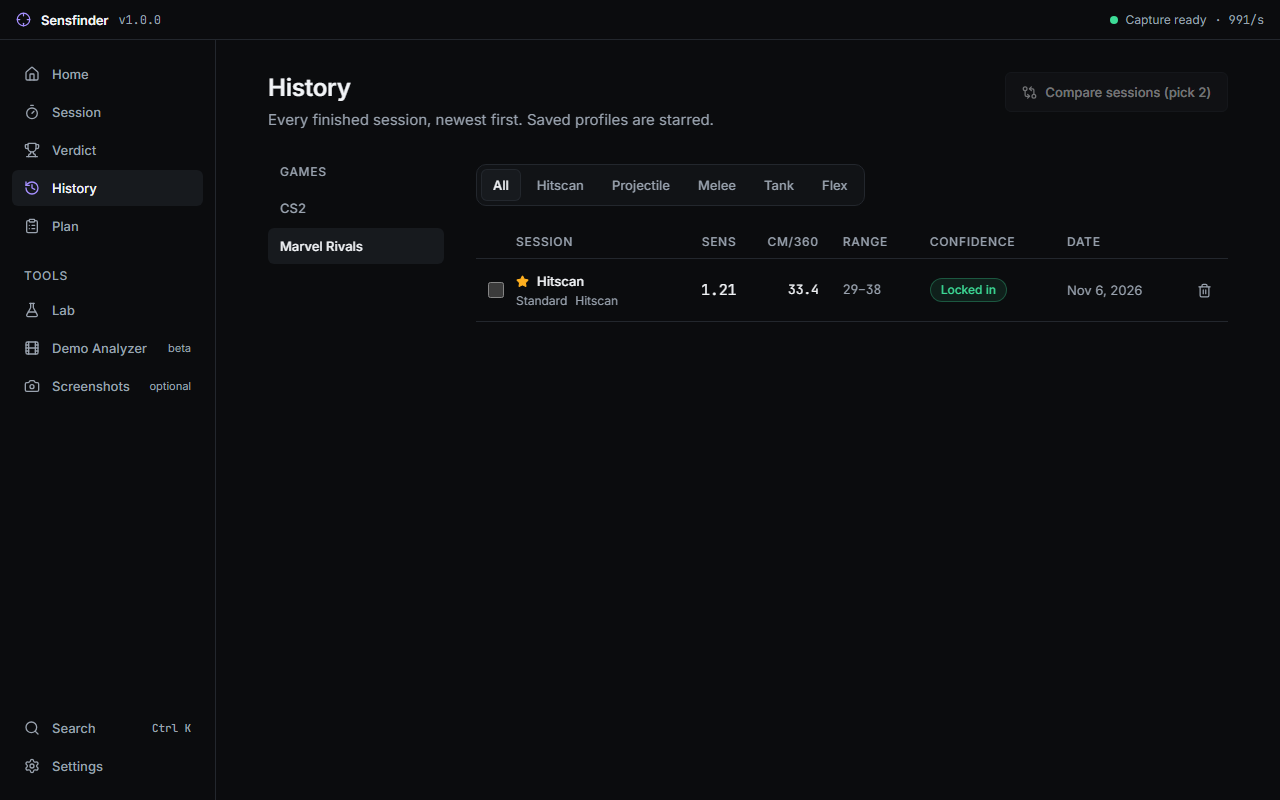 Sensfinder v1.0.0
Capture ready · 991/s
Home
Session
Verdict
History
Plan
TOOLS
Lab
Demo Analyzer beta
Screenshots optional
Search Ctrl K
Settings
History
Every finished session, newest first. Saved profiles are starred.
Compare sessions (pick 2)
GAMES
CS2
Marvel Rivals
All Hitscan Projectile Melee Tank Flex
SESSION SENS CM/360 RANGE CONFIDENCE DATE
Hitscan 1.21 33.4 29–38 Locked in Nov 6, 2026
Standard Hitscan